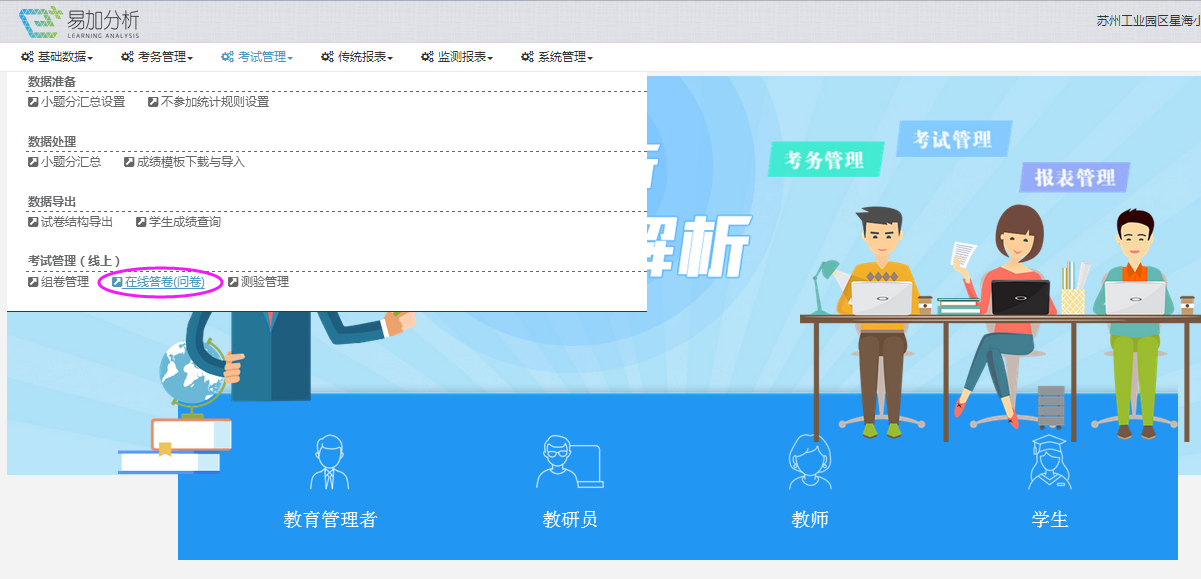 易加分析
LEARNING ANALYSIS
苏州工业园区星海小
基础数据 考务管理 考试管理 传统报表 监测报表 系统管理
数据准备
小题分汇总设置 不参加统计规则设置
数据处理
小题分汇总 成绩模板下载与导入
数据导出
试卷结构导出 学生成绩查询
考试管理（线上）
组卷管理 在线答卷(问卷) 测验管理
考务管理
考试管理
报表管理
析
解析
教育管理者 教研员 教师 学生